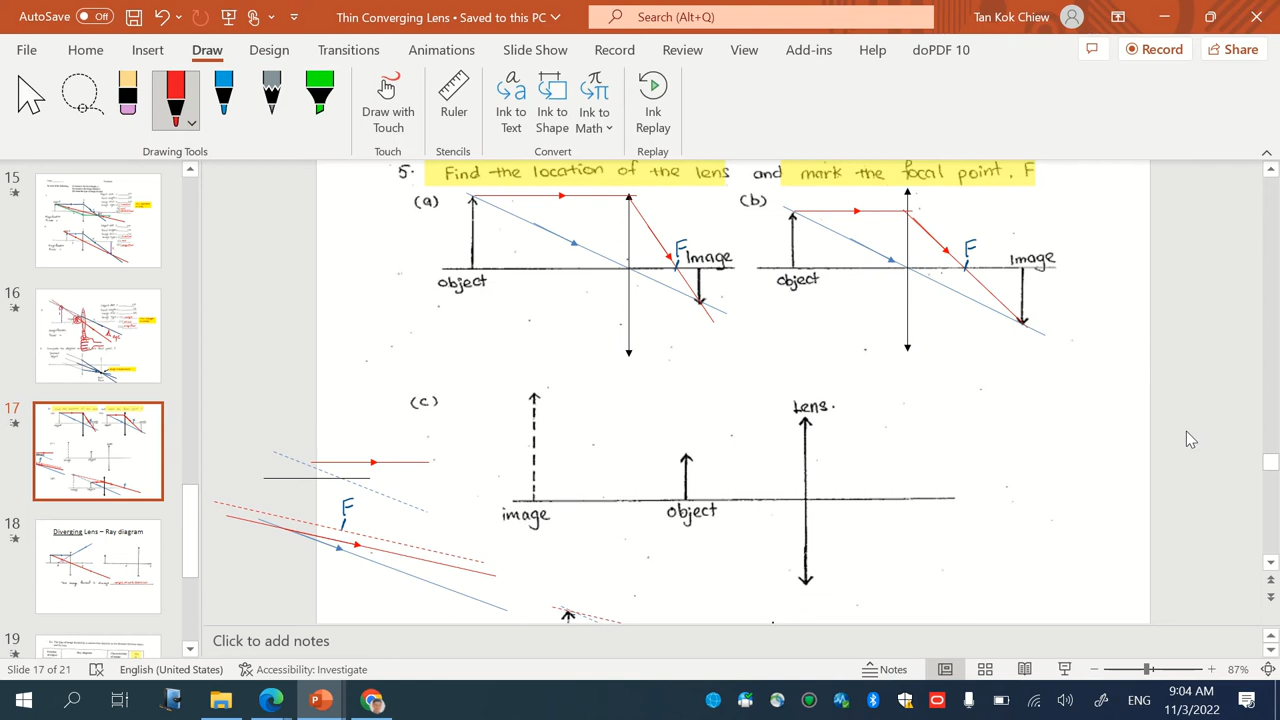 AutoSave Off Thin Converging Lens • Saved to this PC Search (Alt+Q) Tan Kok Chiew
File Home Insert Draw Design Transitions Animations Slide Show Record Review View Add-ins Help doPDF 10 Record Share
Draw with Touch
Ruler
Ink to Text
Ink to Shape
Ink to Math
Ink Replay
Drawing Tools Touch Stencils Convert Replay
15
16
17
18
Diverging Lens – Ray diagram
19
5. Find the location of the lens and mark the focal point. F
(a)
F
Image
object
(b)
F
Image
object
(c)
Lens.
image
object
F
Click to add notes
Slide 17 of 21 English (United States) Accessibility: Investigate Notes 87%
ENG
9:04 AM
11/3/2022